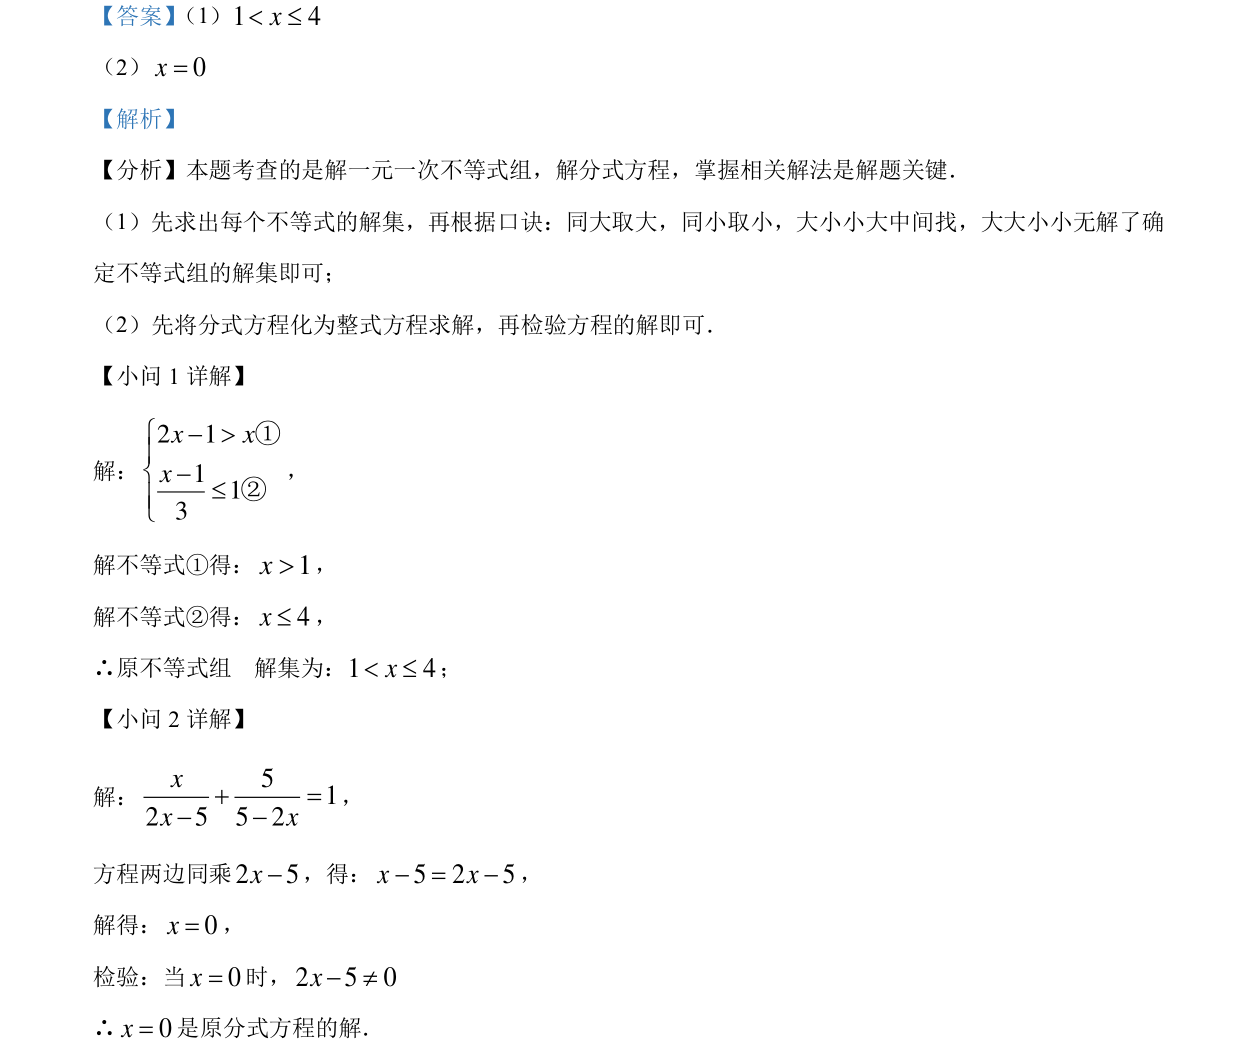 【答案】（1）1 < x ≤ 4
（2）x = 0
【解析】
【分析】本题考查的是解一元一次不等式组，解分式方程，掌握相关解法是解题关键．
（1）先求出每个不等式的解集，再根据口诀：同大取大，同小取小，大小小大中间找，大大小小无解了确
定不等式组的解集即可；
（2）先将分式方程化为整式方程求解，再检验方程的解即可．
【小问 1 详解】
解：{2x−1 > x①
(x−1)/3 ≤ 1②，
解不等式①得：x > 1，
解不等式②得：x ≤ 4，
∴原不等式组 解集为：1 < x ≤ 4；
【小问 2 详解】
解：x/(2x−5) + 5/(5−2x) = 1，
方程两边同乘2x−5，得：x−5 = 2x−5，
解得：x = 0，
检验：当x = 0时，2x−5 ≠ 0
∴x = 0是原分式方程的解．